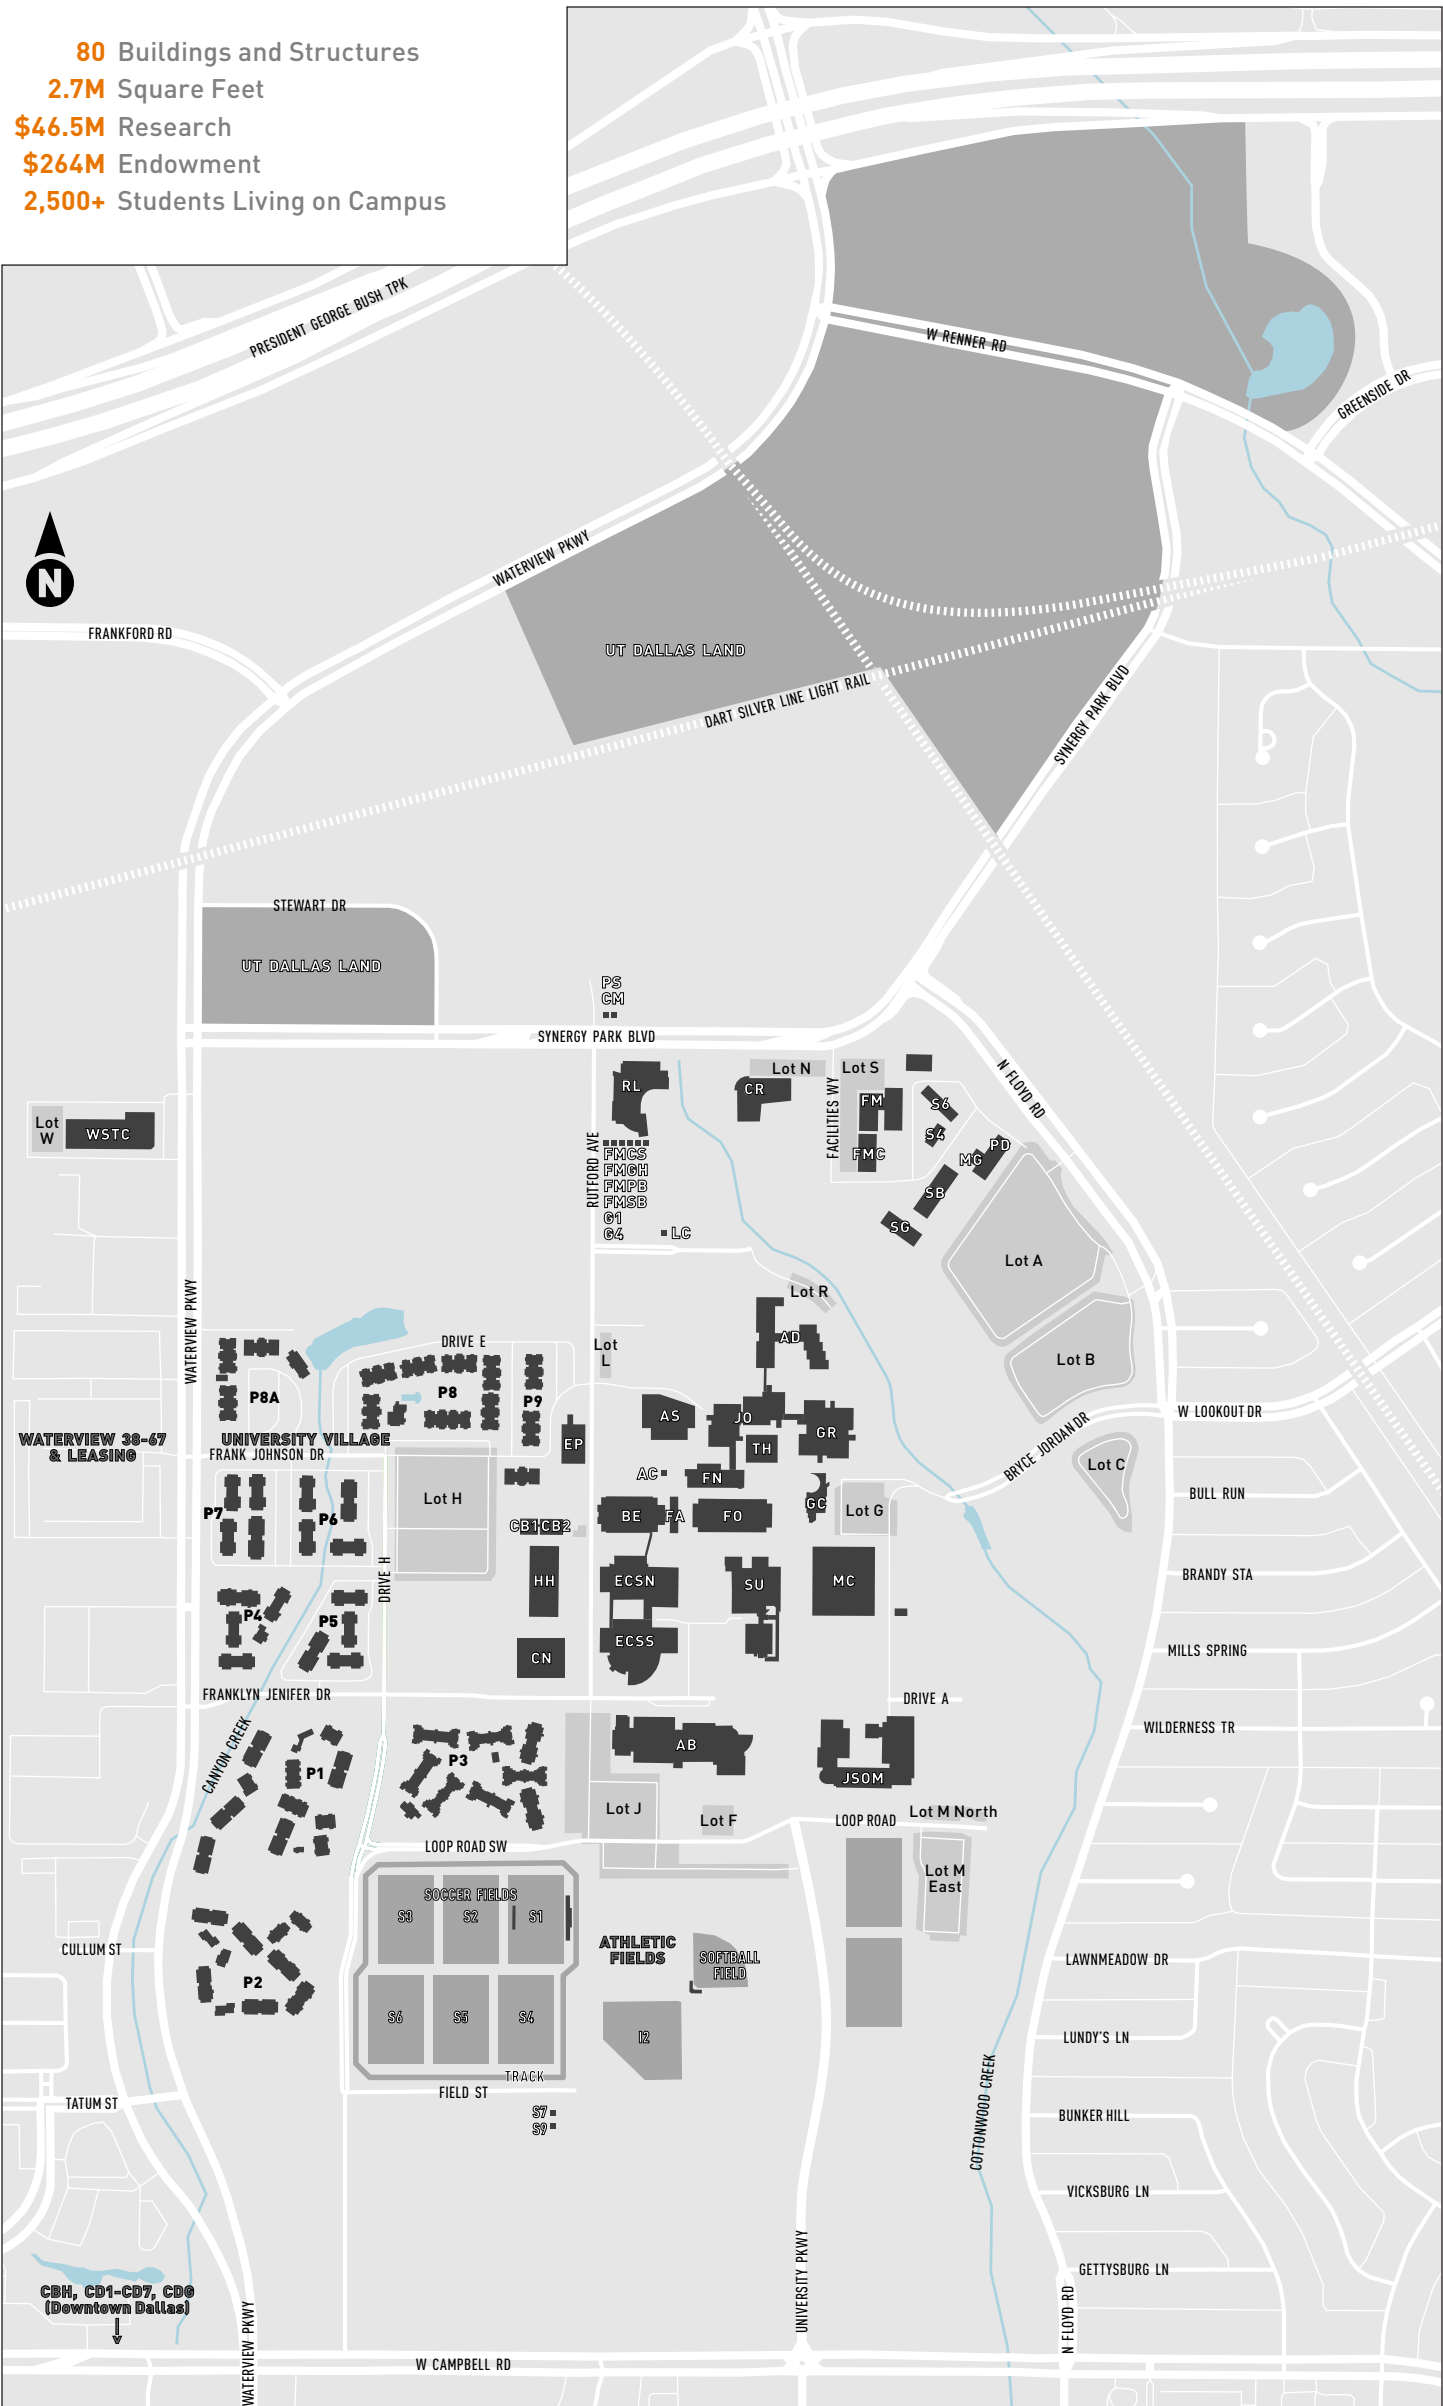 80 Buildings and Structures
2.7M Square Feet
$46.5M Research
$264M Endowment
2,500+ Students Living on Campus
PRESIDENT GEORGE BUSH TPK
W RENNER RD
GREENSIDE DR
WATERVIEW PKWY
N
FRANKFORD RD
UT DALLAS LAND
DART SILVER LINE LIGHT RAIL
SYNERGY PARK BLVD
STEWART DR
UT DALLAS LAND
PS
CM
SYNERGY PARK BLVD
N FLOYD RD
Lot N
Lot S
RL
CR
FACILITIES WY
FM
S6
Lot
W
WSTC
S4
PD
MG
FMC
RUTFORD AVE
FMCS
FMGH
FMPB
FMSB
G1
G4
LC
SB
SG
Lot A
WATERVIEW PKWY
Lot R
DRIVE E
Lot
L
AD
Lot B
P8A
P8
P9
AS
JO
GR
W LOOKOUT DR
BRYCE JORDAN DR
WATERVIEW 38-67
& LEASING
UNIVERSITY VILLAGE
FRANK JOHNSON DR
EP
TH
AC
FN
Lot C
Lot H
BULL RUN
P7
P6
CB1
CB2
BE
FA
FO
GC
Lot G
DRIVE H
HH
ECSN
SU
MC
BRANDY STA
P4
P5
ECSS
CN
MILLS SPRING
FRANKLYN JENIFER DR
DRIVE A
WILDERNESS TR
CANYON CREEK
P3
AB
P1
JSOM
Lot J
Lot F
LOOP ROAD
Lot M North
LOOP ROAD SW
Lot M
East
SOCCER FIELDS
S3
S2
S1
CULLUM ST
ATHLETIC
FIELDS
SOFTBALL
FIELD
LAWNMEADOW DR
P2
S6
S5
S4
I2
LUNDY'S LN
TRACK
FIELD ST
TATUM ST
S7
S9
COTTONWOOD CREEK
BUNKER HILL
VICKSBURG LN
UNIVERSITY PKWY
GETTYSBURG LN
CBH, CD1-CD7, CDG
(Downtown Dallas)
WATERVIEW PKWY
N FLOYD RD
W CAMPBELL RD